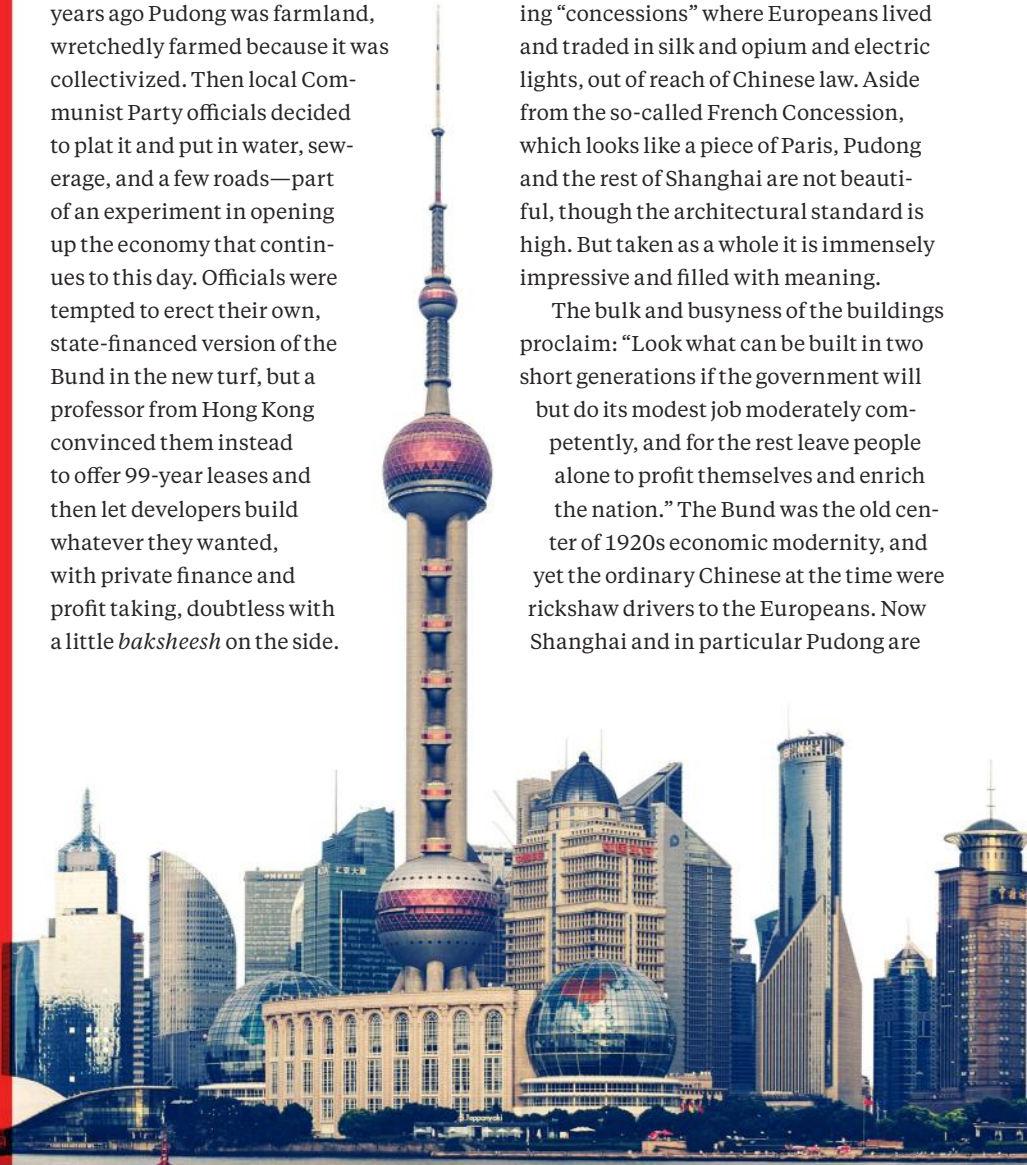 years ago Pudong was farmland,
wretchedly farmed because it was
collectivized. Then local Com-
munist Party officials decided
to plat it and put in water, sew-
erage, and a few roads—part
of an experiment in opening
up the economy that contin-
ues to this day. Officials were
tempted to erect their own,
state-financed version of the
Bund in the new turf, but a
professor from Hong Kong
convinced them instead
to offer 99-year leases and
then let developers build
whatever they wanted,
with private finance and
profit taking, doubtless with
a little baksheesh on the side.
ing “concessions” where Europeans lived
and traded in silk and opium and electric
lights, out of reach of Chinese law. Aside
from the so-called French Concession,
which looks like a piece of Paris, Pudong
and the rest of Shanghai are not beauti-
ful, though the architectural standard is
high. But taken as a whole it is immensely
impressive and filled with meaning.
The bulk and busyness of the buildings
proclaim: “Look what can be built in two
short generations if the government will
but do its modest job moderately com-
petently, and for the rest leave people
alone to profit themselves and enrich
the nation.” The Bund was the old cen-
ter of 1920s economic modernity, and
yet the ordinary Chinese at the time were
rickshaw drivers to the Europeans. Now
Shanghai and in particular Pudong are
Teppanyaki